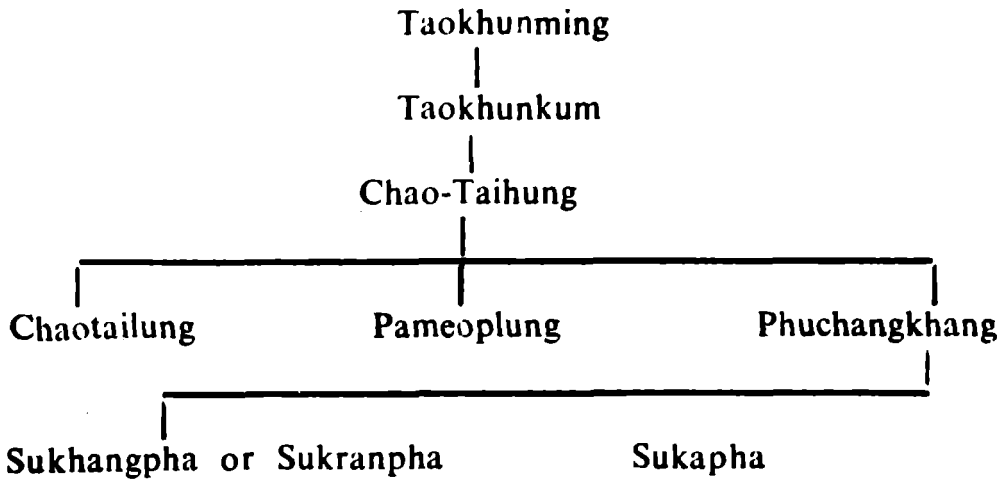 Taokhunming
Taokhunkum
Chao-Taihung
Chaotailung Pameoplung Phuchangkhang
Sukhangpha or Sukranpha Sukapha